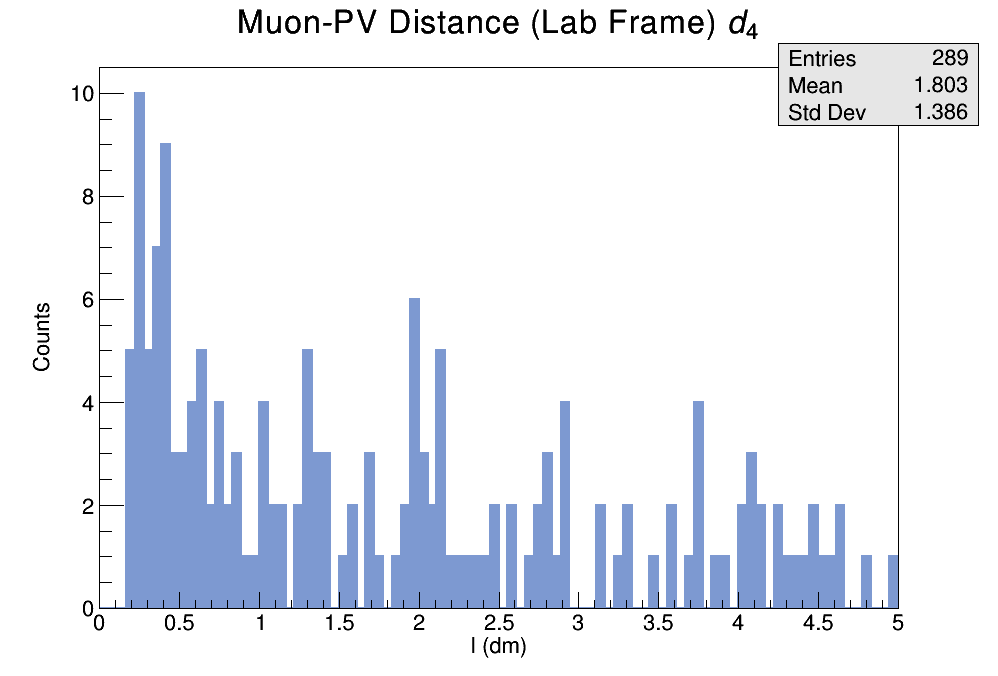 Muon-PV Distance (Lab Frame) d₄
Entries 289
Mean 1.803
Std Dev 1.386
Counts
10
8
6
4
2
0
0 0.5 1 1.5 2 2.5 3 3.5 4 4.5 5
l (dm)